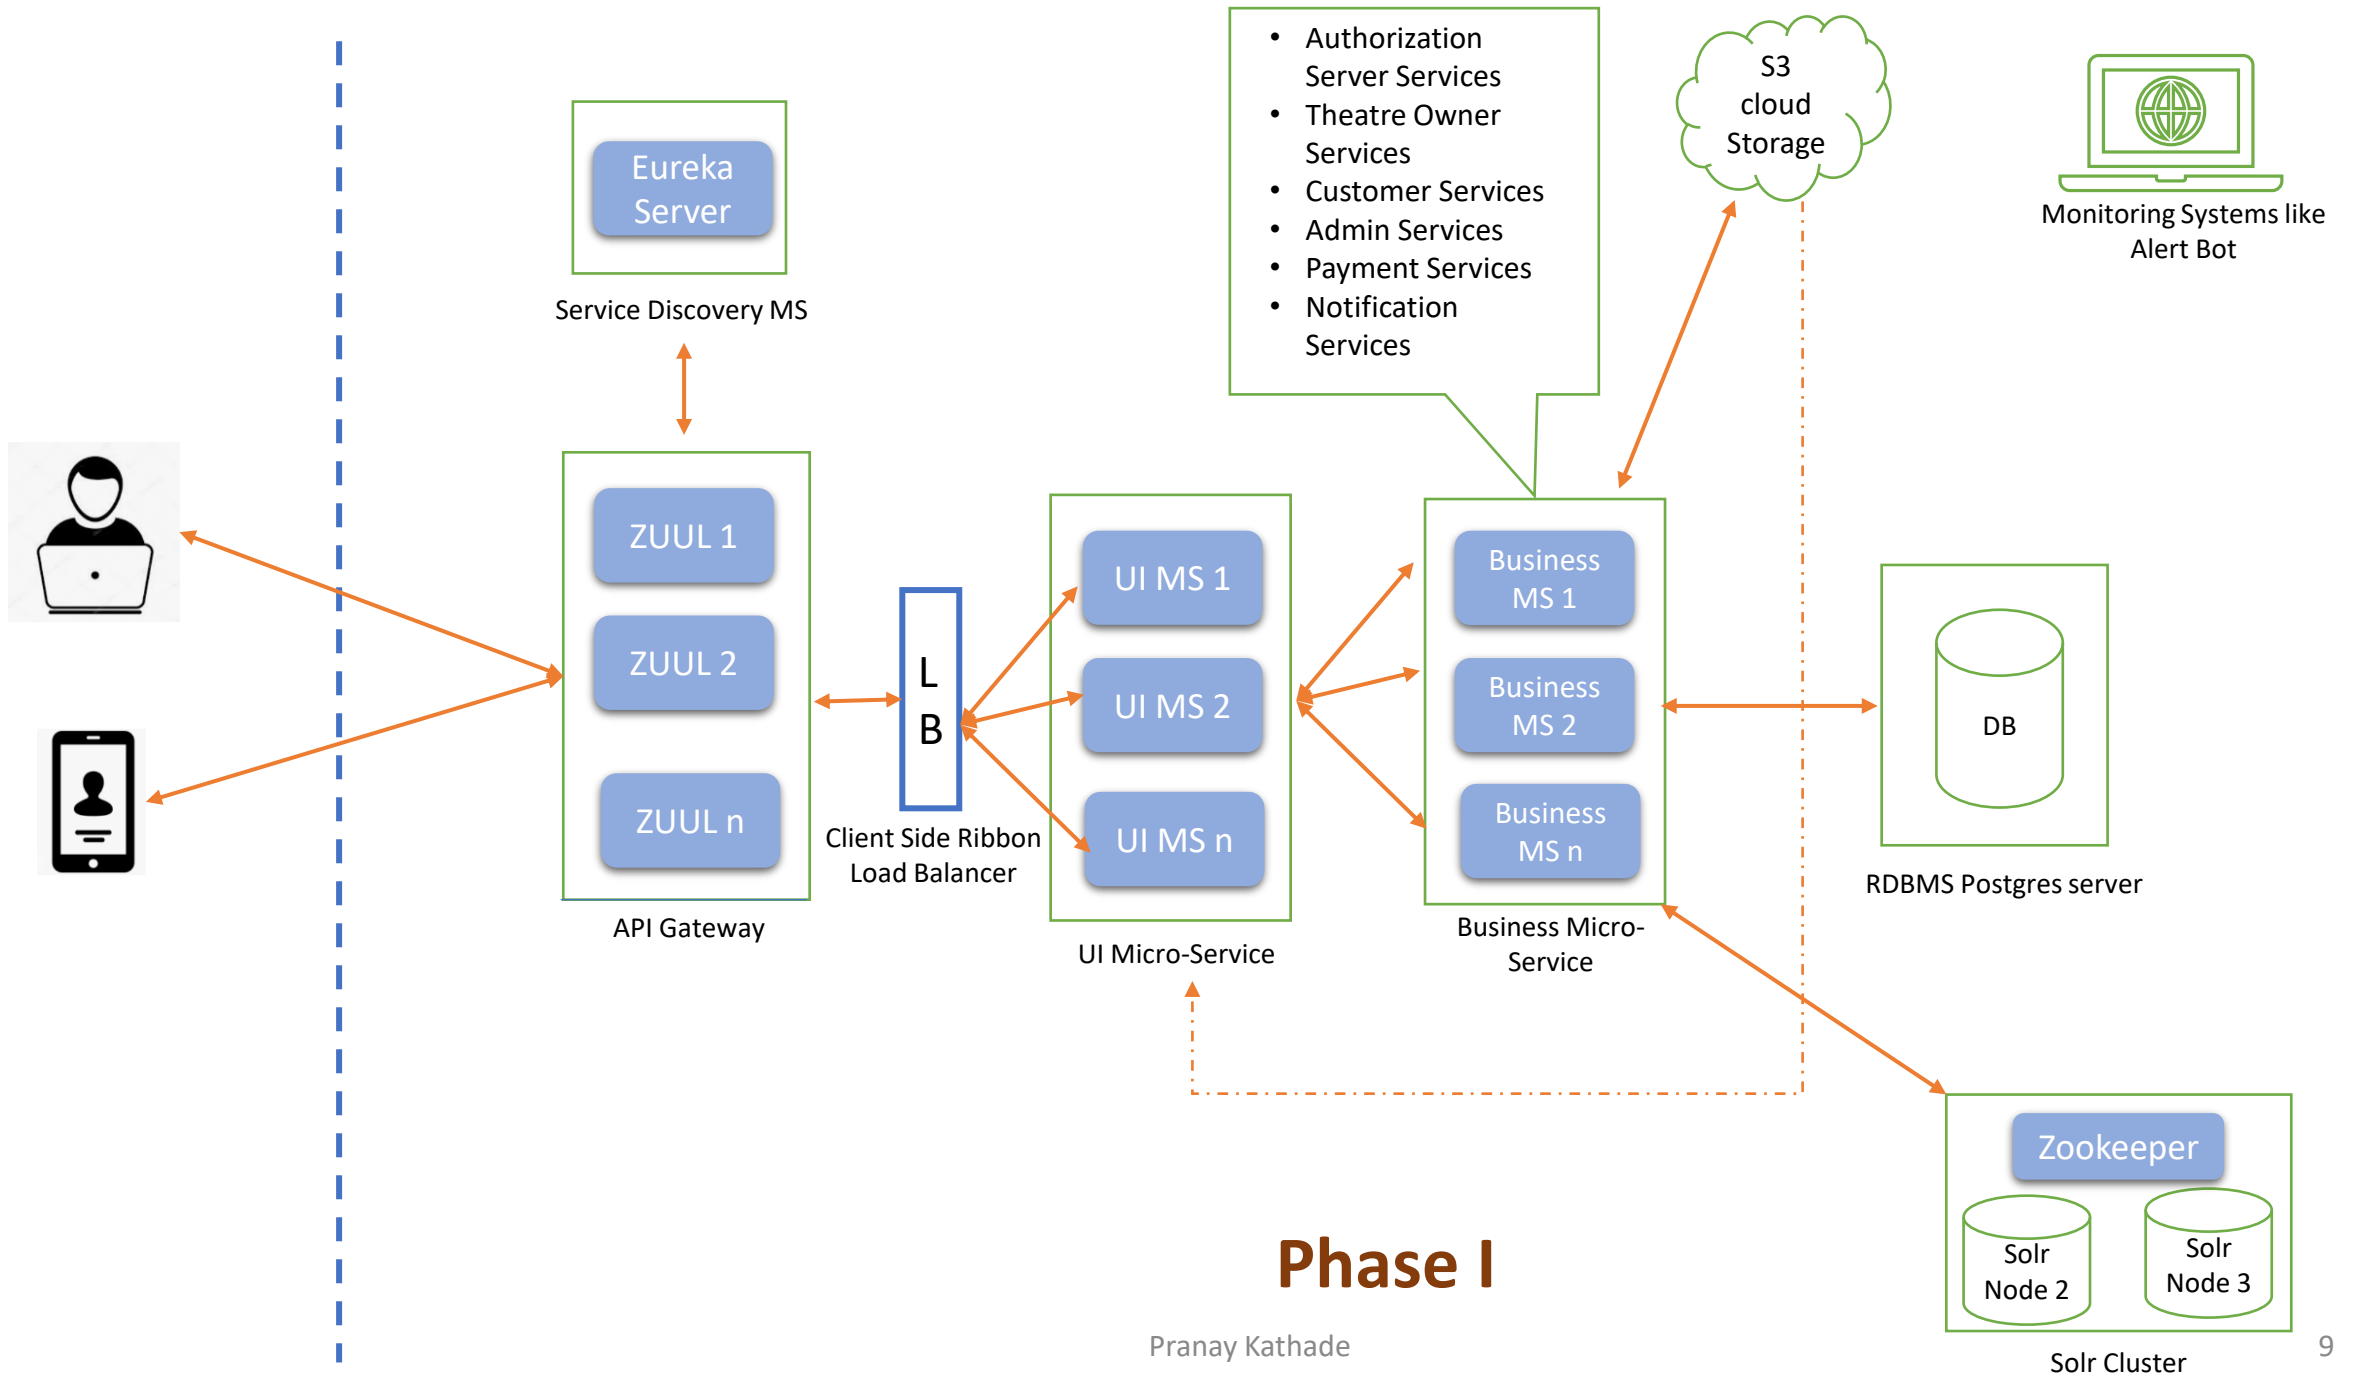 • Authorization
Server Services
• Theatre Owner
Services
• Customer Services
• Admin Services
• Payment Services
• Notification
Services
S3
cloud
Storage
Monitoring Systems like
Alert Bot
Eureka
Server
Service Discovery MS
ZUUL 1
ZUUL 2
ZUUL n
API Gateway
L
B
Client Side Ribbon
Load Balancer
UI MS 1
UI MS 2
UI MS n
UI Micro-Service
Business
MS 1
Business
MS 2
Business
MS n
Business Micro-
Service
DB
RDBMS Postgres server
Zookeeper
Solr
Node 2
Solr
Node 3
Solr Cluster
Phase I
Pranay Kathade
9